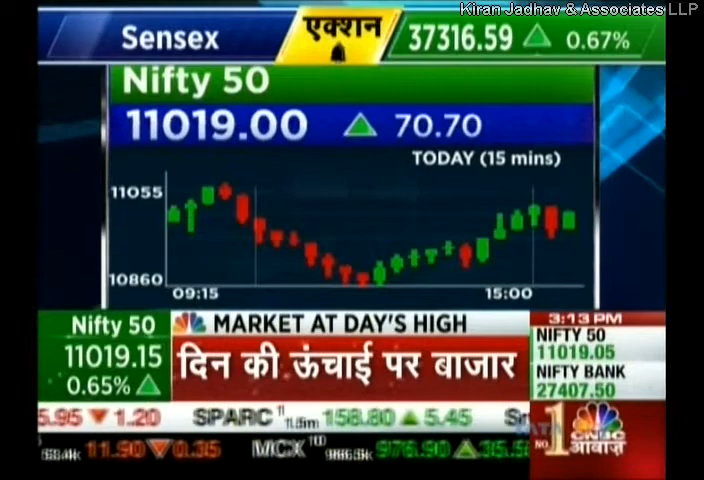 Kiran Jadhav & Associates LLP
Sensex
एक्शन
37316.59 ▲ 0.67%
Nifty 50
11019.00 ▲ 70.70
TODAY (15 mins)
11055
10860
09:15 15:00
Nifty 50
11019.15
0.65% ▲
MARKET AT DAY'S HIGH
दिन की ऊंचाई पर बाजार
3:13 PM
NIFTY 50
11019.05
NIFTY BANK
27407.50
5.95 ▼ 1.20 SPARC 158.80 ▲ 5.45
11.90 ▼ 0.35 MCX 976.90 ▲
NO. 1
CNBC
आवाज़